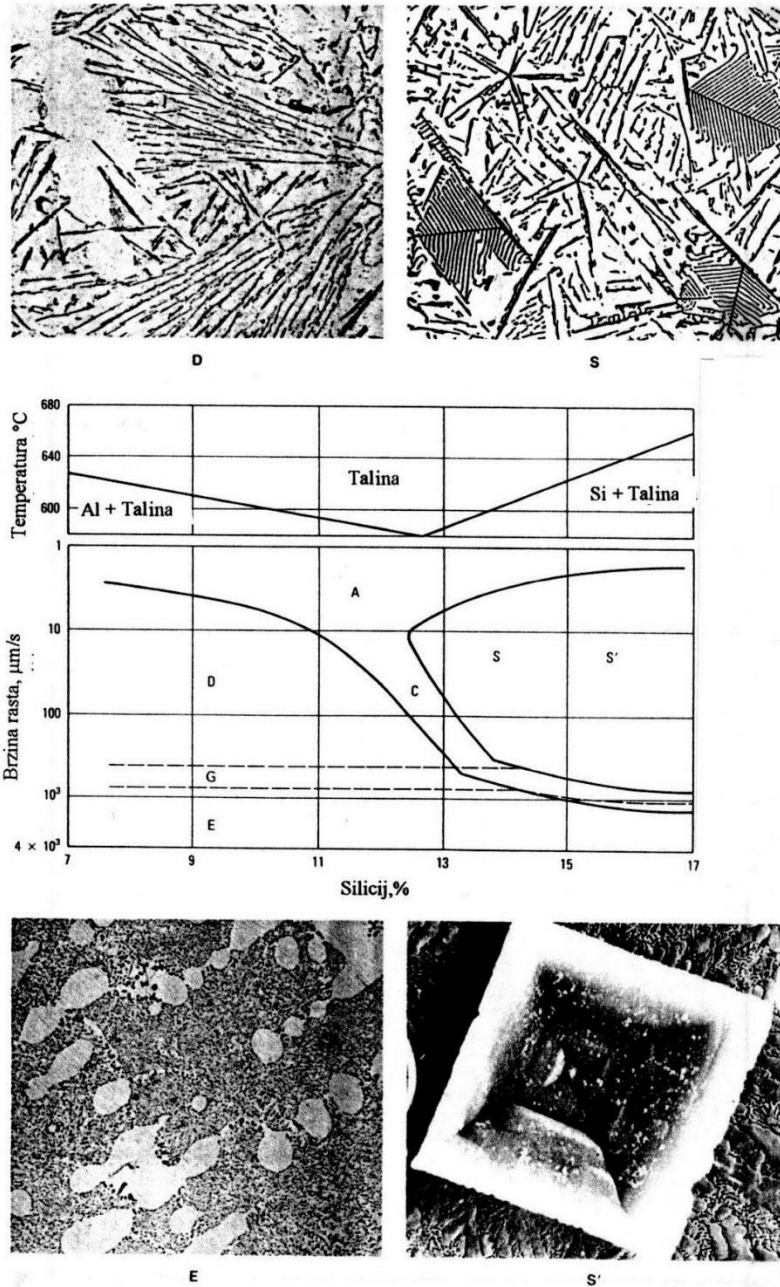 D S
Temperatura °C
680
640
600
Talina
Al + Talina
Si + Talina
Brzina rasta, μm/s
1
10
100
10³
4 × 10³
A
D
C
S
S'
G
E
7 9 11 13 15 17
Silicij,%
E S'